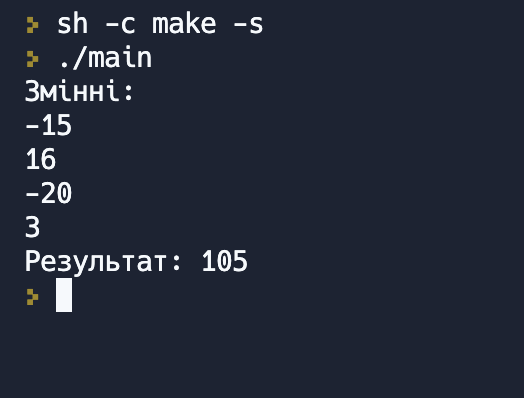 > sh -c make -s
> ./main
Змінні:
-15
16
-20
3
Результат: 105
>